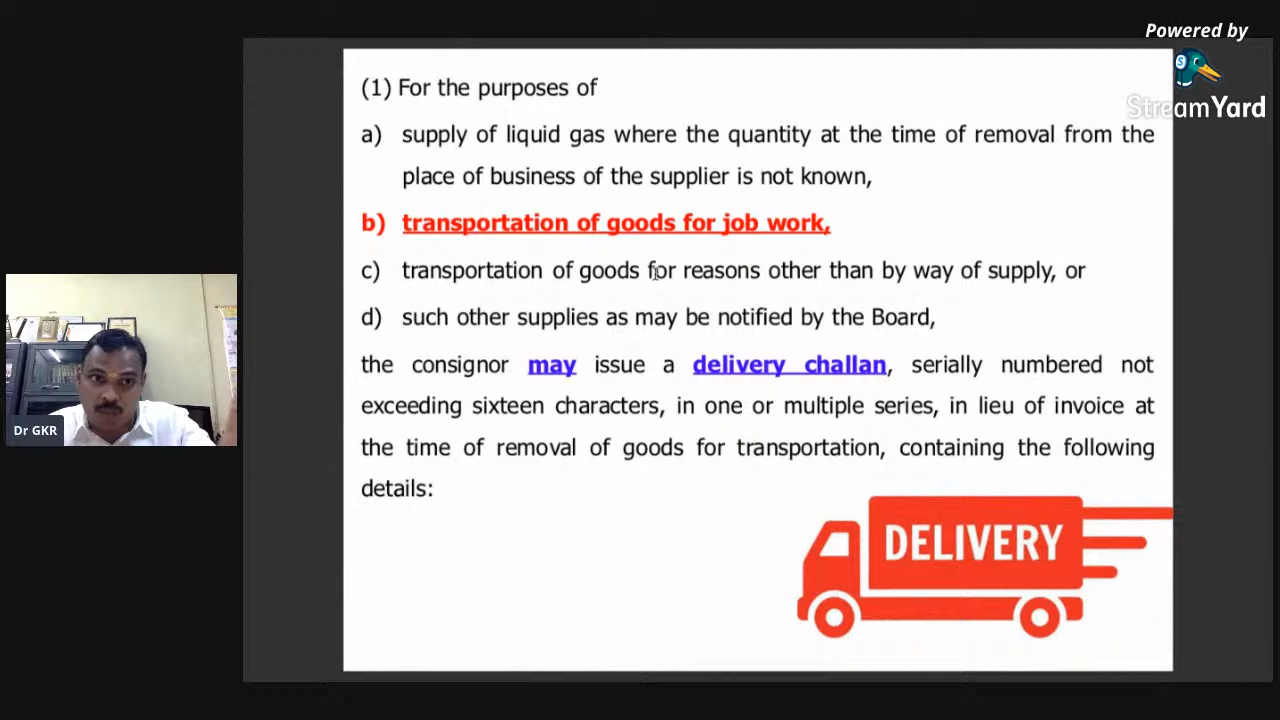 Powered by
StreamYard
(1) For the purposes of
a) supply of liquid gas where the quantity at the time of removal from the
place of business of the supplier is not known,
b) transportation of goods for job work,
c) transportation of goods for reasons other than by way of supply, or
d) such other supplies as may be notified by the Board,
the consignor may issue a delivery challan, serially numbered not
exceeding sixteen characters, in one or multiple series, in lieu of invoice at
the time of removal of goods for transportation, containing the following
details:
DELIVERY
Dr GKR